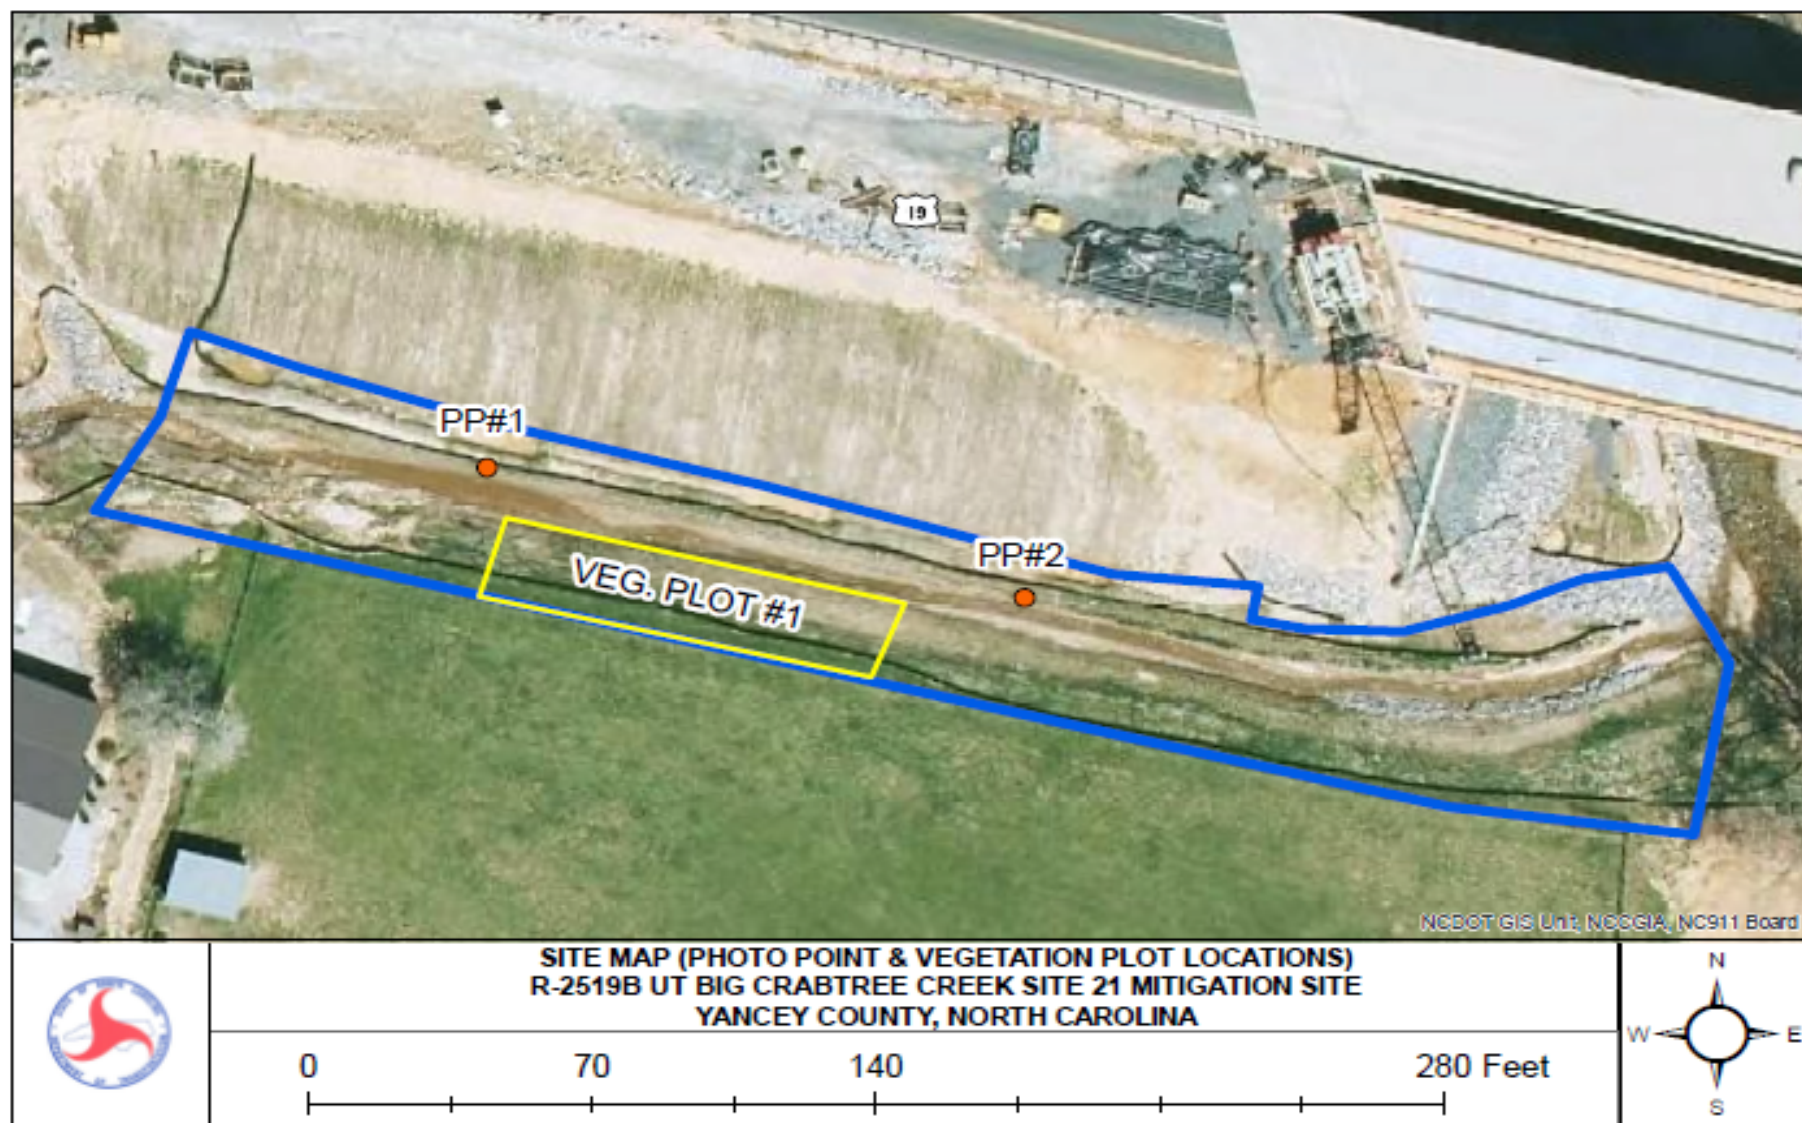 19
PP#1
PP#2
VEG. PLOT #1
NCDOT GIS Unit, NCCGIA, NC911 Board
SITE MAP (PHOTO POINT & VEGETATION PLOT LOCATIONS)
R-2519B UT BIG CRABTREE CREEK SITE 21 MITIGATION SITE
YANCEY COUNTY, NORTH CAROLINA
0 70 140 280 Feet
N
W E
S